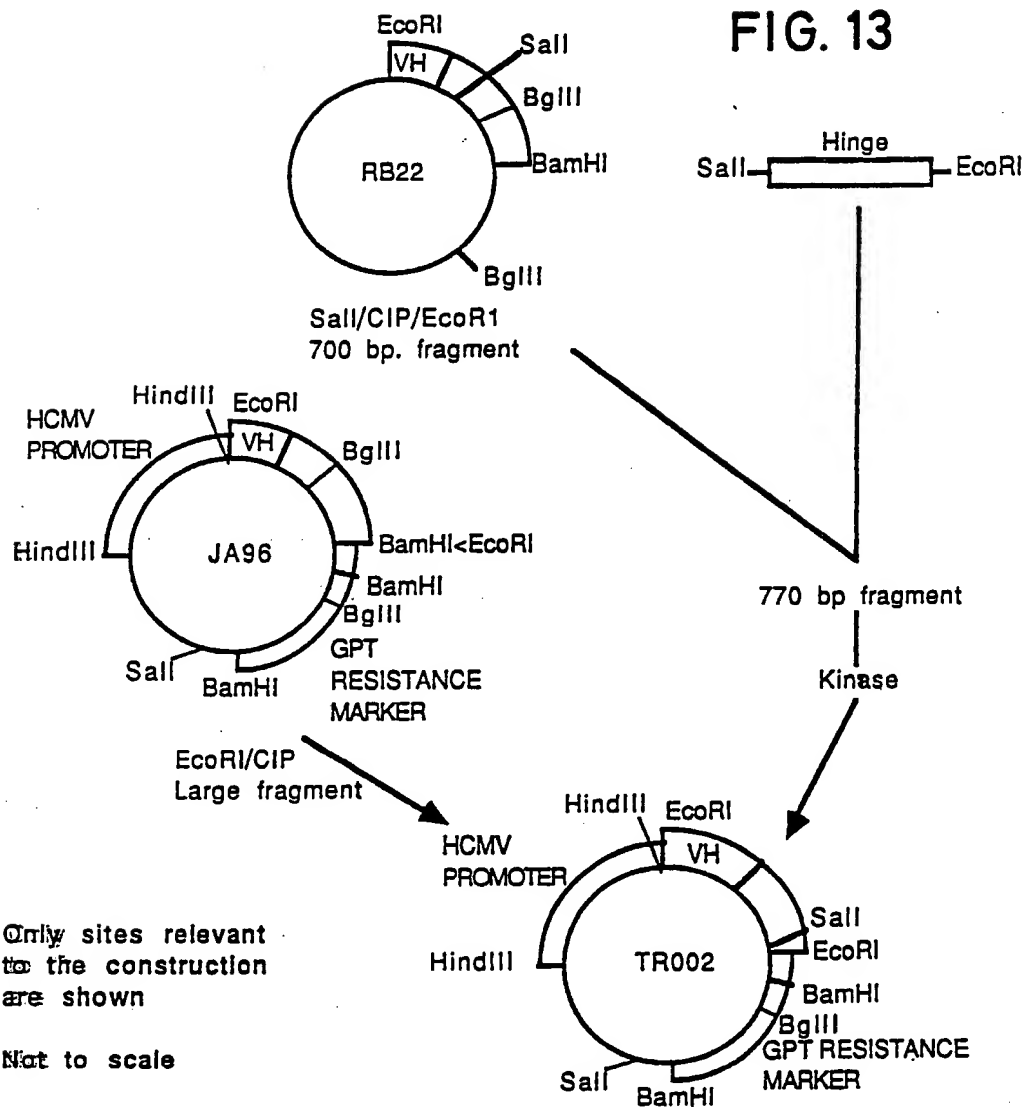 FIG. 13
EcoRI
SalI
VH
BglII
RB22
BamHI
BglII
SalI/CIP/EcoR1
700 bp. fragment
Hinge
SalI
EcoRI
HindIII
EcoRI
HCMV
PROMOTER
VH
BglII
HindIII
JA96
BamHI<EcoRI
BamHI
BglII
SalI
BamHI
GPT
RESISTANCE
MARKER
770 bp fragment
Kinase
EcoRI/CIP
Large fragment
HindIII
EcoRI
HCMV
PROMOTER
VH
SalI
EcoRI
HindIII
TR002
BamHI
BglII
GPT RESISTANCE
MARKER
SalI
BamHI
Only sites relevant
to the construction
are shown
Not to scale